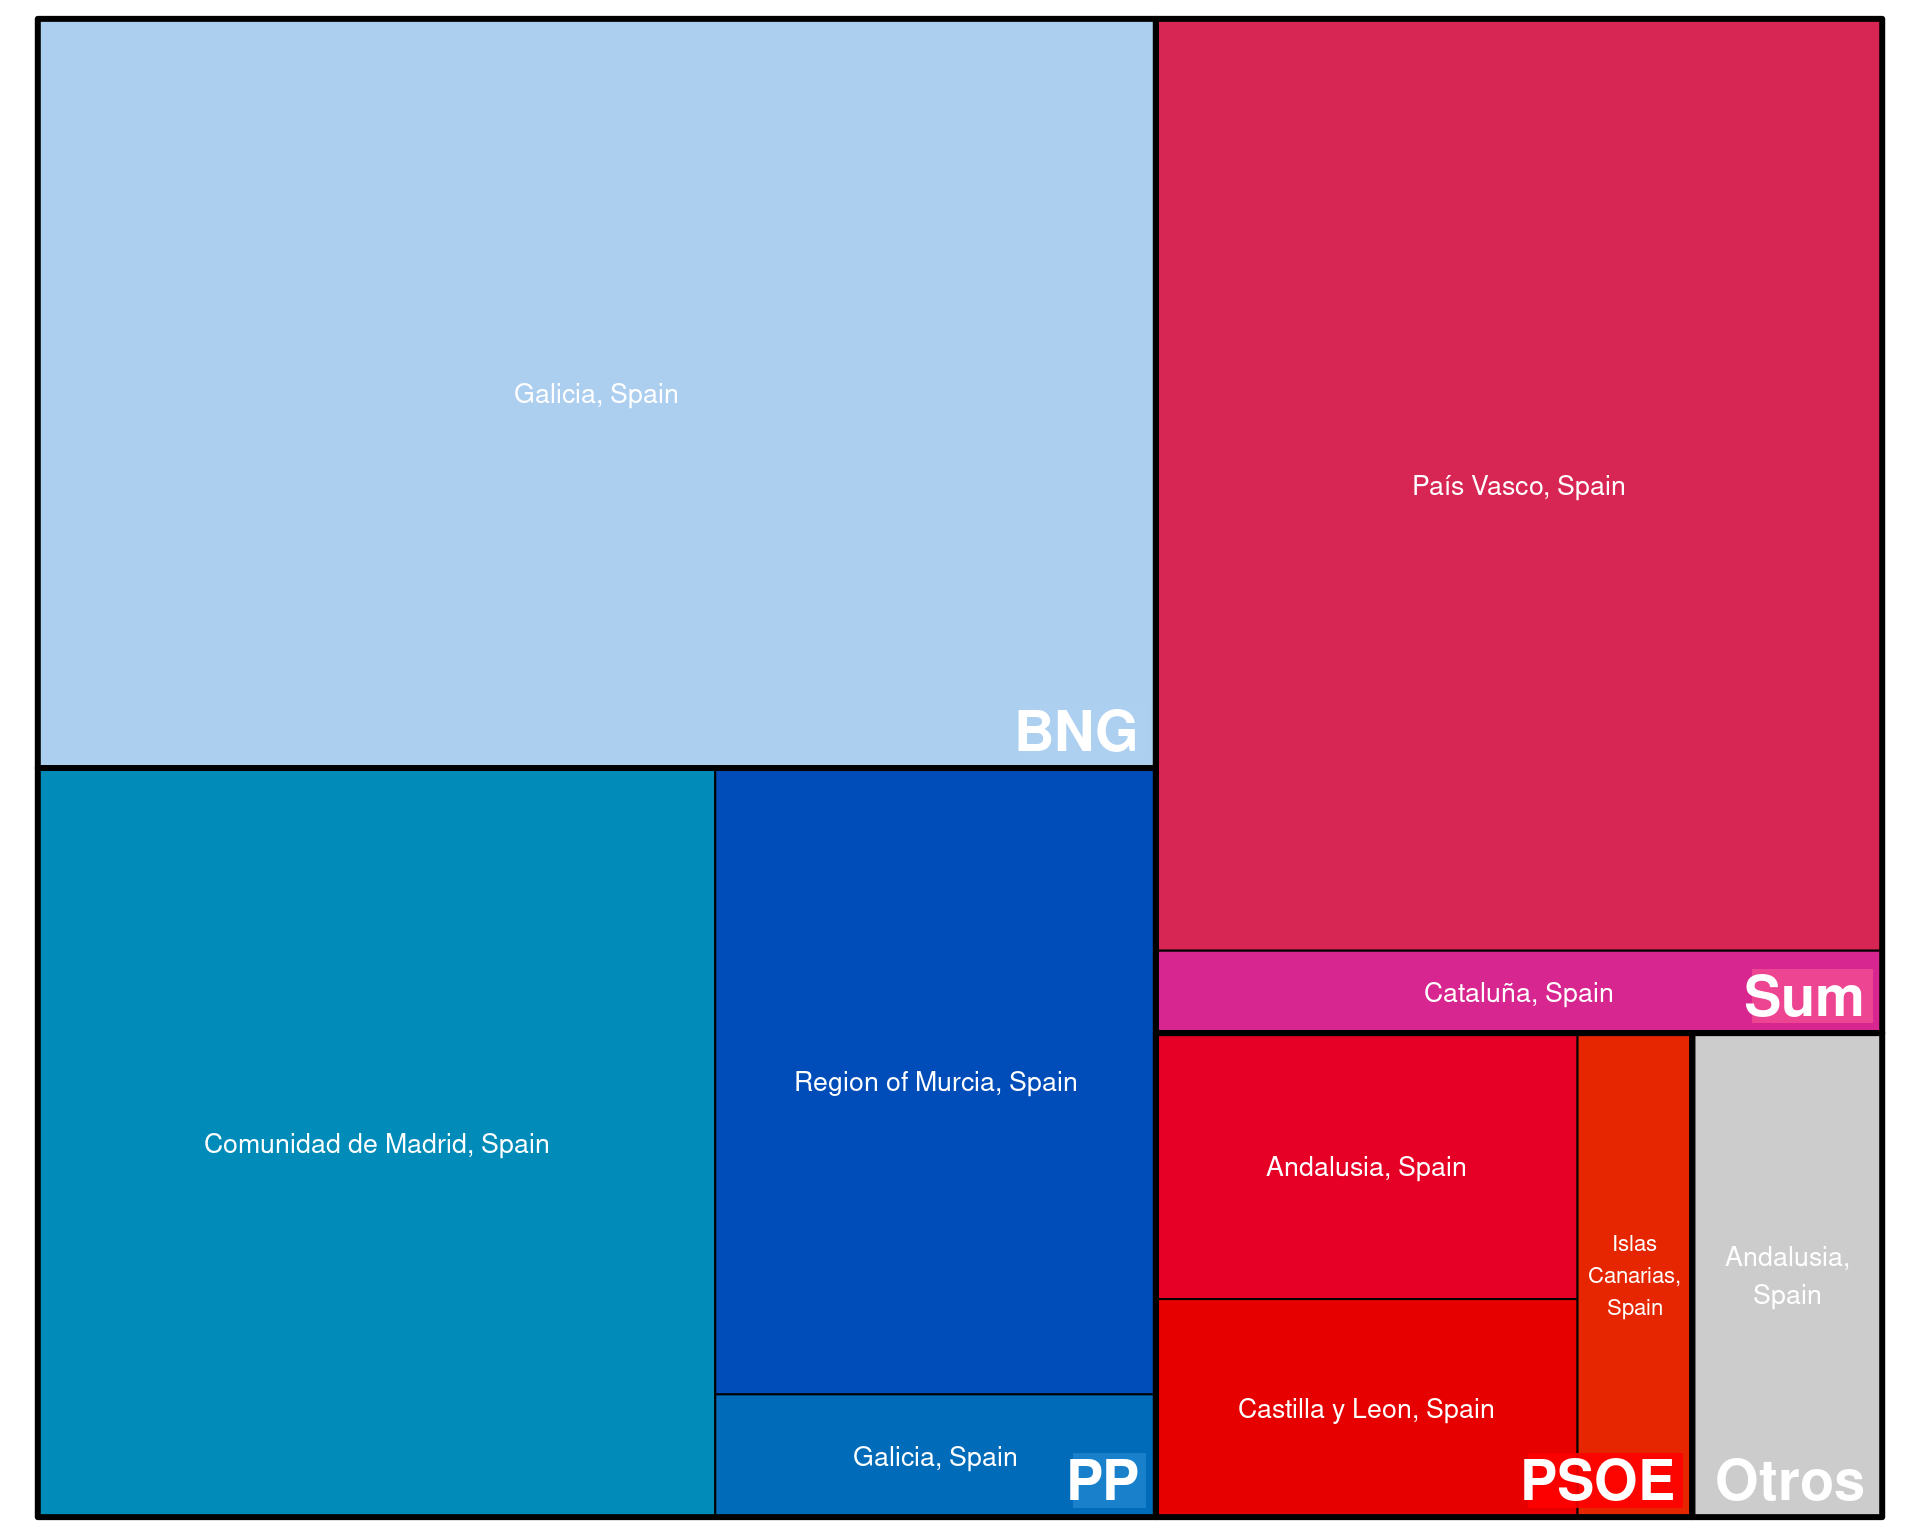 Galicia, Spain
BNG
País Vasco, Spain
Cataluña, Spain
Sum
Comunidad de Madrid, Spain
Region of Murcia, Spain
Galicia, Spain
PP
Andalusia, Spain
Castilla y Leon, Spain
Islas
Canarias,
Spain
PSOE
Andalusia,
Spain
Otros